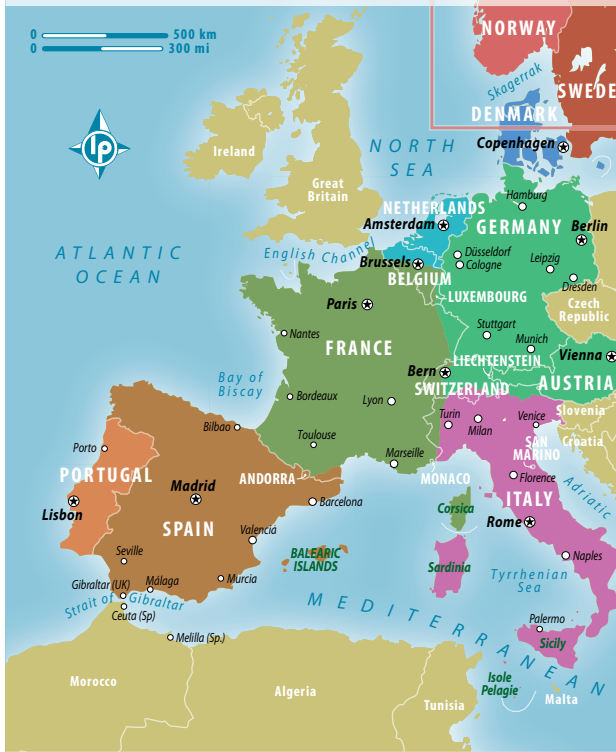 0 500 km
0 300 mi
lp
NORWAY
SWEDE
Skagerrak
DENMARK
Copenhagen
NORTH
SEA
Ireland
Great
Britain
NETHERLANDS
Amsterdam
Hamburg
GERMANY
Berlin
ATLANTIC
OCEAN
English Channel
Brussels
BELGIUM
Düsseldorf
Cologne
Leipzig
Dresden
LUXEMBOURG
Czech
Republic
Paris
Nantes
FRANCE
Stuttgart
Munich
Vienna
LIECHTENSTEIN
Bern
SWITZERLAND
AUSTRIA
Bay of
Biscay
Bordeaux
Lyon
Toulouse
Marseille
Bilbao
Turin
Milan
Venice
Slovenia
Croatia
SAN
MARINO
Porto
PORTUGAL
Lisbon
Madrid
SPAIN
ANDORRA
Barcelona
MONACO
Florence
ITALY
Adriatic
Corsica
Rome
Valencia
BALEARIC
ISLANDS
Sardinia
Naples
Tyrrhenian
Sea
Seville
Gibraltar (UK)
Málaga
Murcia
Strait of Gibraltar
Ceuta (Sp)
Melilla (Sp.)
MEDITERRANEAN
Palermo
Sicily
Isole
Pelagie
Malta
Morocco
Algeria
Tunisia